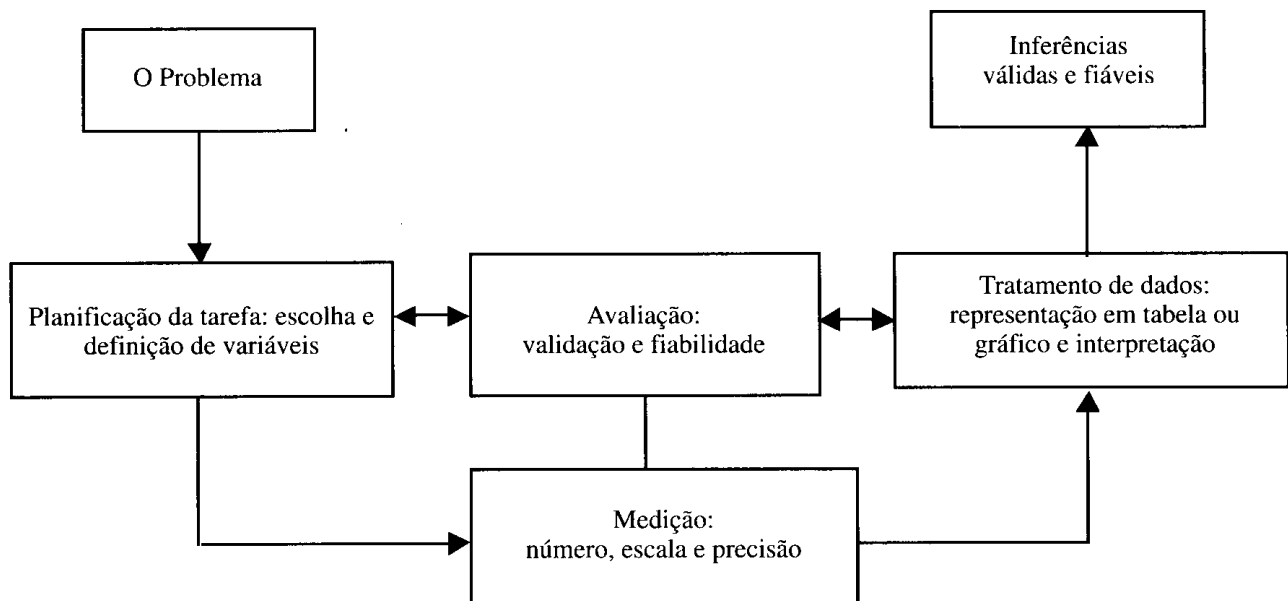 O Problema
Inferências
válidas e fiáveis
Planificação da tarefa: escolha e
definição de variáveis
Avaliação:
validação e fiabilidade
Tratamento de dados:
representação em tabela ou
gráfico e interpretação
Medição:
número, escala e precisão